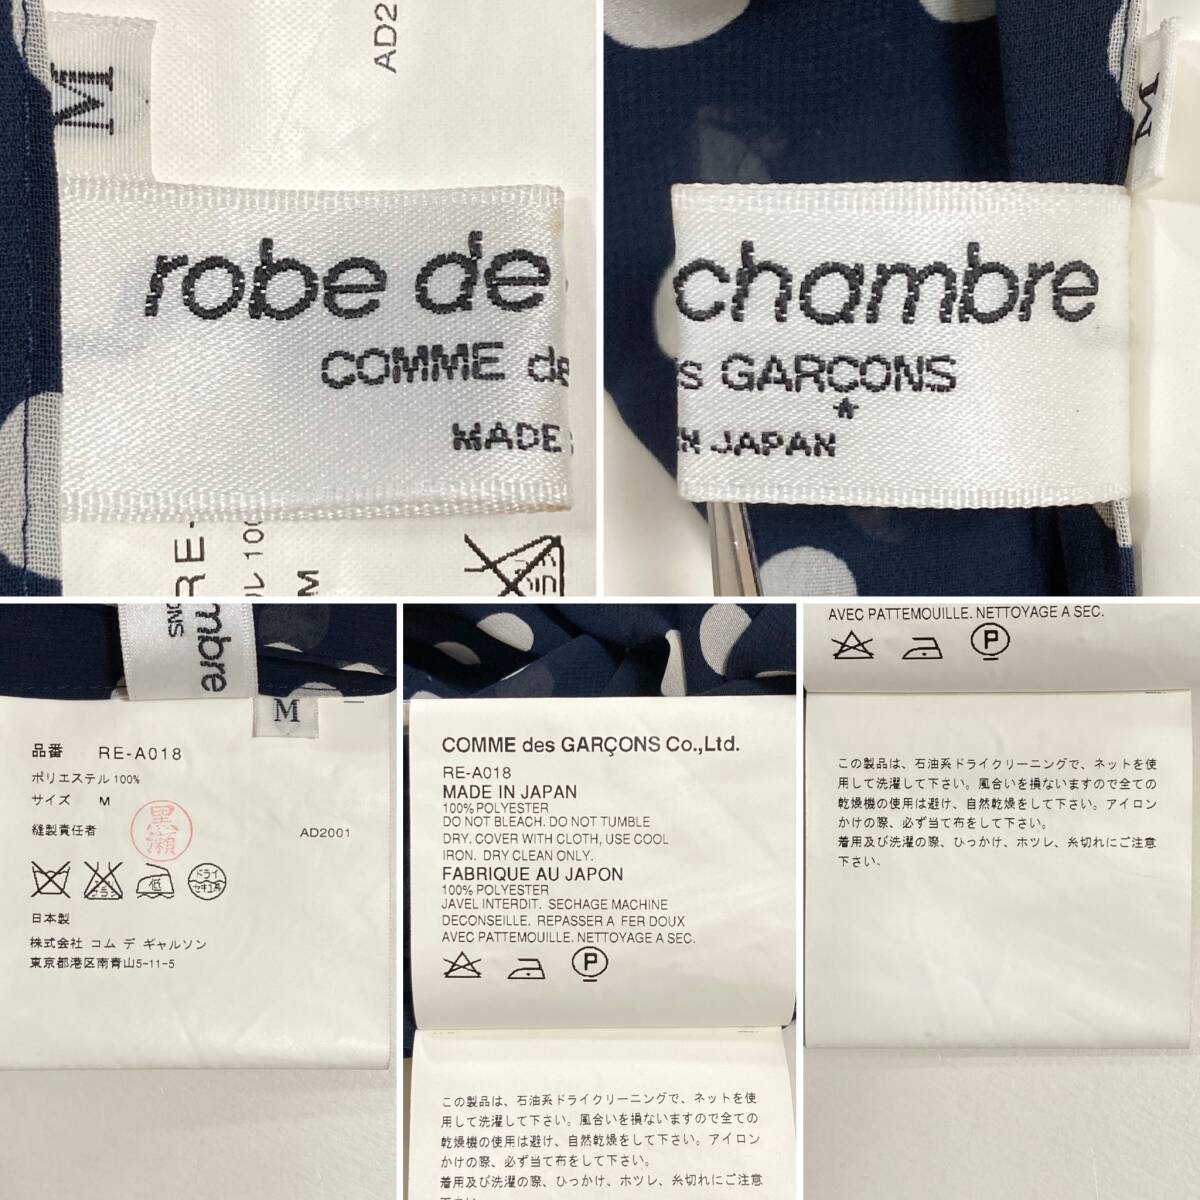 M
AD2
robe de
COMME de
MADE
RE-
ル 100
M
chambre
s GARÇONS
*
N JAPAN
M
mbre
ONS
M
品番 RE-A018
ポリエステル 100%
サイズ M
縫製責任者
黒瀬
AD2001
エンソ
ドライ
セキユ系
低
日本製
株式会社 コム デ ギャルソン
東京都港区南青山5-11-5
COMME des GARÇONS Co.,Ltd.
RE-A018
MADE IN JAPAN
100% POLYESTER
DO NOT BLEACH. DO NOT TUMBLE
DRY. COVER WITH CLOTH, USE COOL
IRON. DRY CLEAN ONLY.
FABRIQUE AU JAPON
100% POLYESTER
JAVEL INTERDIT. SECHAGE MACHINE
DECONSEILLE. REPASSER A FER DOUX
AVEC PATTEMOUILLE. NETTOYAGE A SEC.
P
この製品は、石油系ドライクリーニングで、ネットを使
用して洗濯して下さい。風合いを損ないますので全ての
乾燥機の使用は避け、自然乾燥をして下さい。アイロン
かけの際、必ず当て布をして下さい。
着用及び洗濯の際、ひっかけ、ホツレ、糸切れにご注意
AVEC PATTEMOUILLE. NETTOYAGE A SEC.
P
この製品は、石油系ドライクリーニングで、ネットを使
用して洗濯して下さい。風合いを損ないますので全ての
乾燥機の使用は避け、自然乾燥をして下さい。アイロン
かけの際、必ず当て布をして下さい。
着用及び洗濯の際、ひっかけ、ホツレ、糸切れにご注意
下さい.